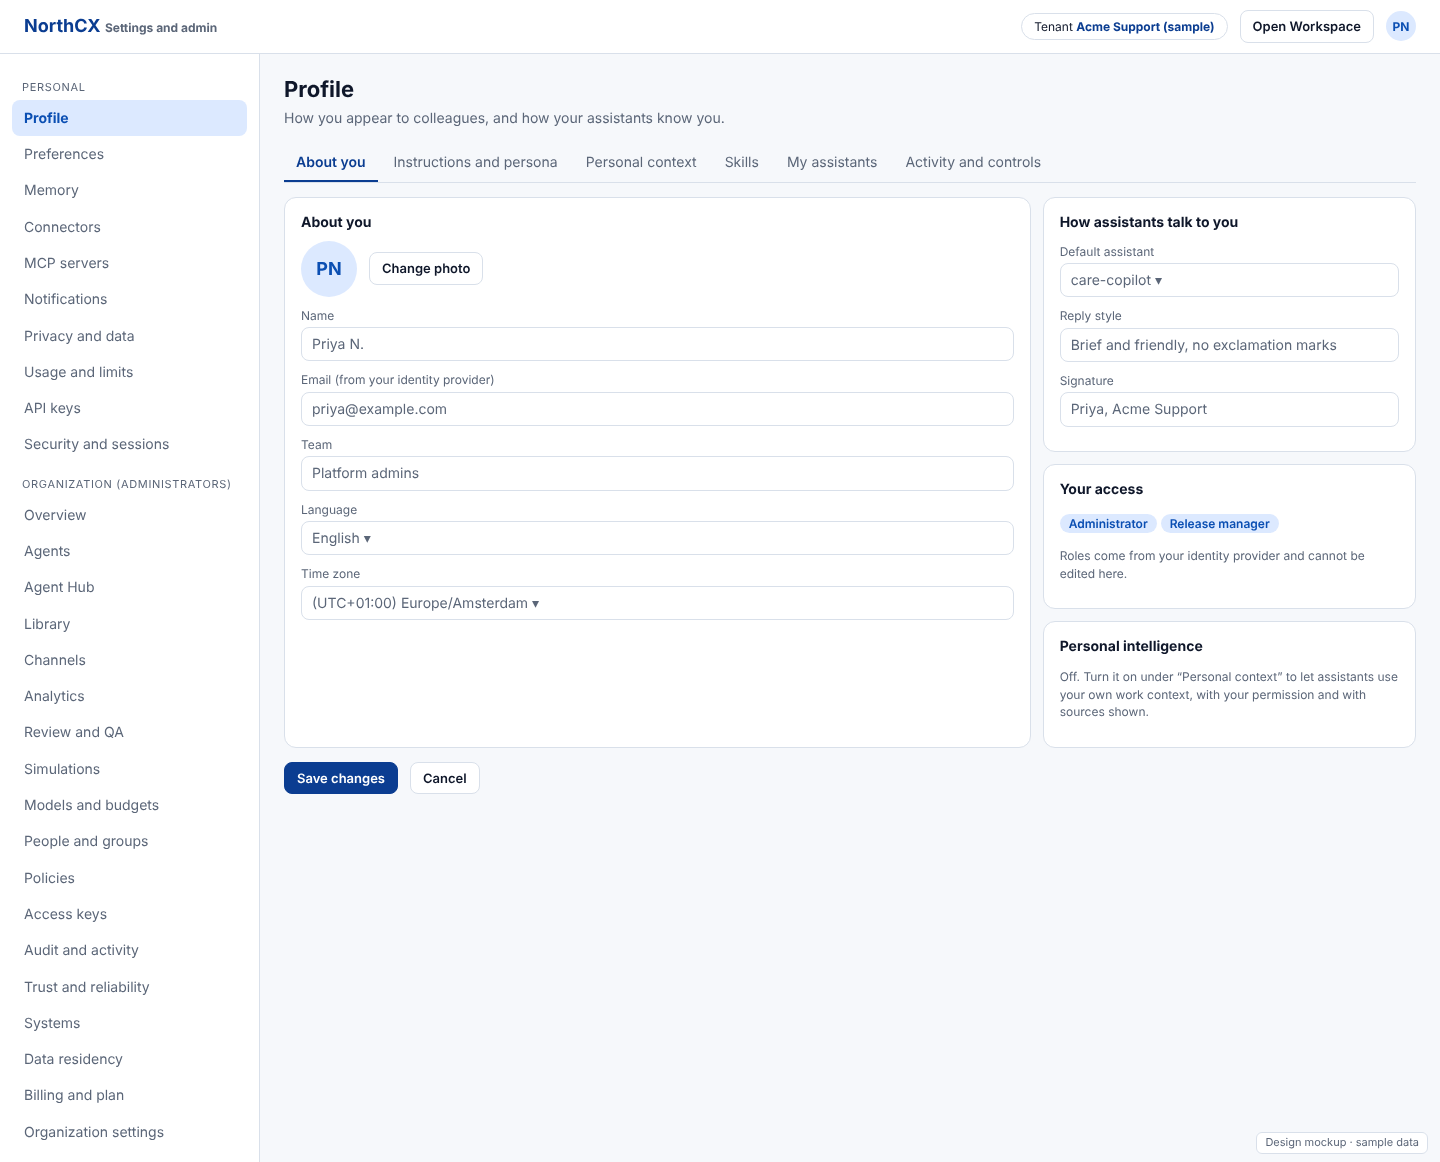 NorthCX Settings and admin
Tenant Acme Support (sample)
Open Workspace
PN
PERSONAL
Profile
Preferences
Memory
Connectors
MCP servers
Notifications
Privacy and data
Usage and limits
API keys
Security and sessions
ORGANIZATION (ADMINISTRATORS)
Overview
Agents
Agent Hub
Library
Channels
Analytics
Review and QA
Simulations
Models and budgets
People and groups
Policies
Access keys
Audit and activity
Trust and reliability
Systems
Data residency
Billing and plan
Organization settings
Profile
How you appear to colleagues, and how your assistants know you.
About you
Instructions and persona
Personal context
Skills
My assistants
Activity and controls
About you
PN
Change photo
Name
Priya N.
Email (from your identity provider)
priya@example.com
Team
Platform admins
Language
English ▾
Time zone
(UTC+01:00) Europe/Amsterdam ▾
How assistants talk to you
Default assistant
care-copilot ▾
Reply style
Brief and friendly, no exclamation marks
Signature
Priya, Acme Support
Your access
Administrator
Release manager
Roles come from your identity provider and cannot be
edited here.
Personal intelligence
Off. Turn it on under “Personal context” to let assistants use
your own work context, with your permission and with
sources shown.
Save changes
Cancel
Design mockup · sample data